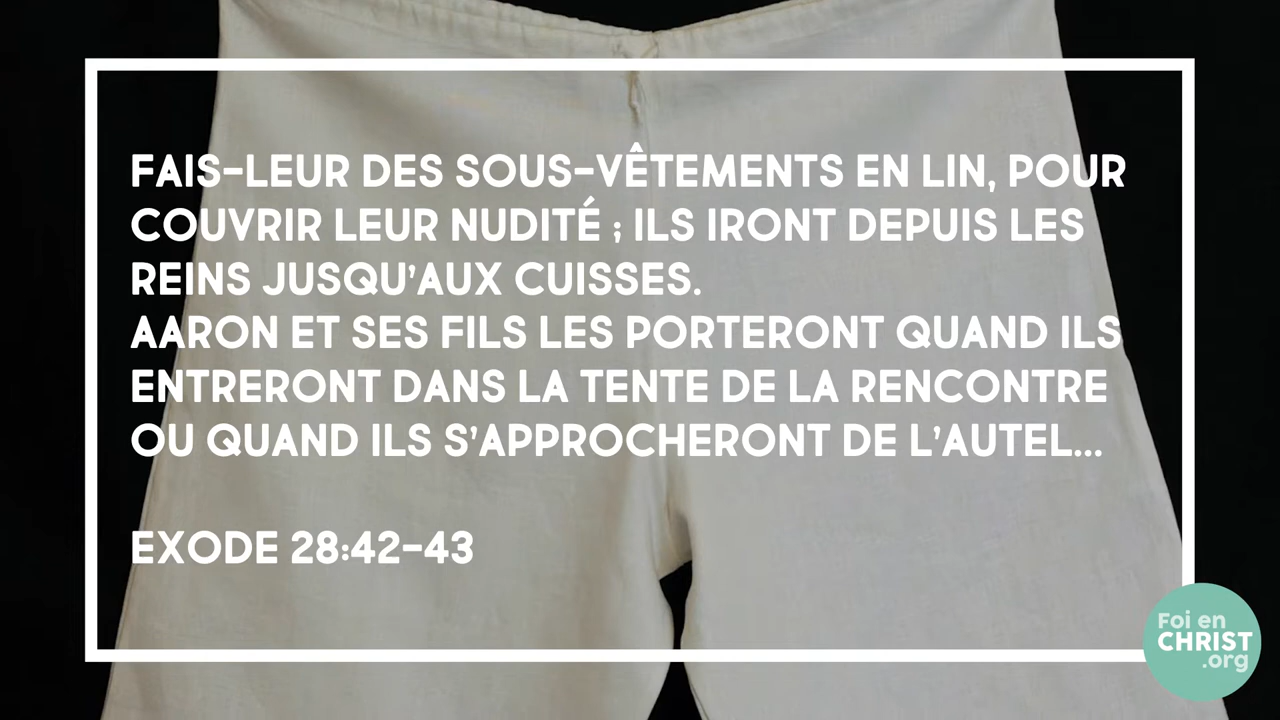 FAIS-LEUR DES SOUS-VÊTEMENTS EN LIN, POUR
COUVRIR LEUR NUDITÉ ; ILS IRONT DEPUIS LES
REINS JUSQU'AUX CUISSES.
AARON ET SES FILS LES PORTERONT QUAND ILS
ENTRERONT DANS LA TENTE DE LA RENCONTRE
OU QUAND ILS S'APPROCHERONT DE L'AUTEL...
EXODE 28:42-43
Foi en
CHRIST
.org